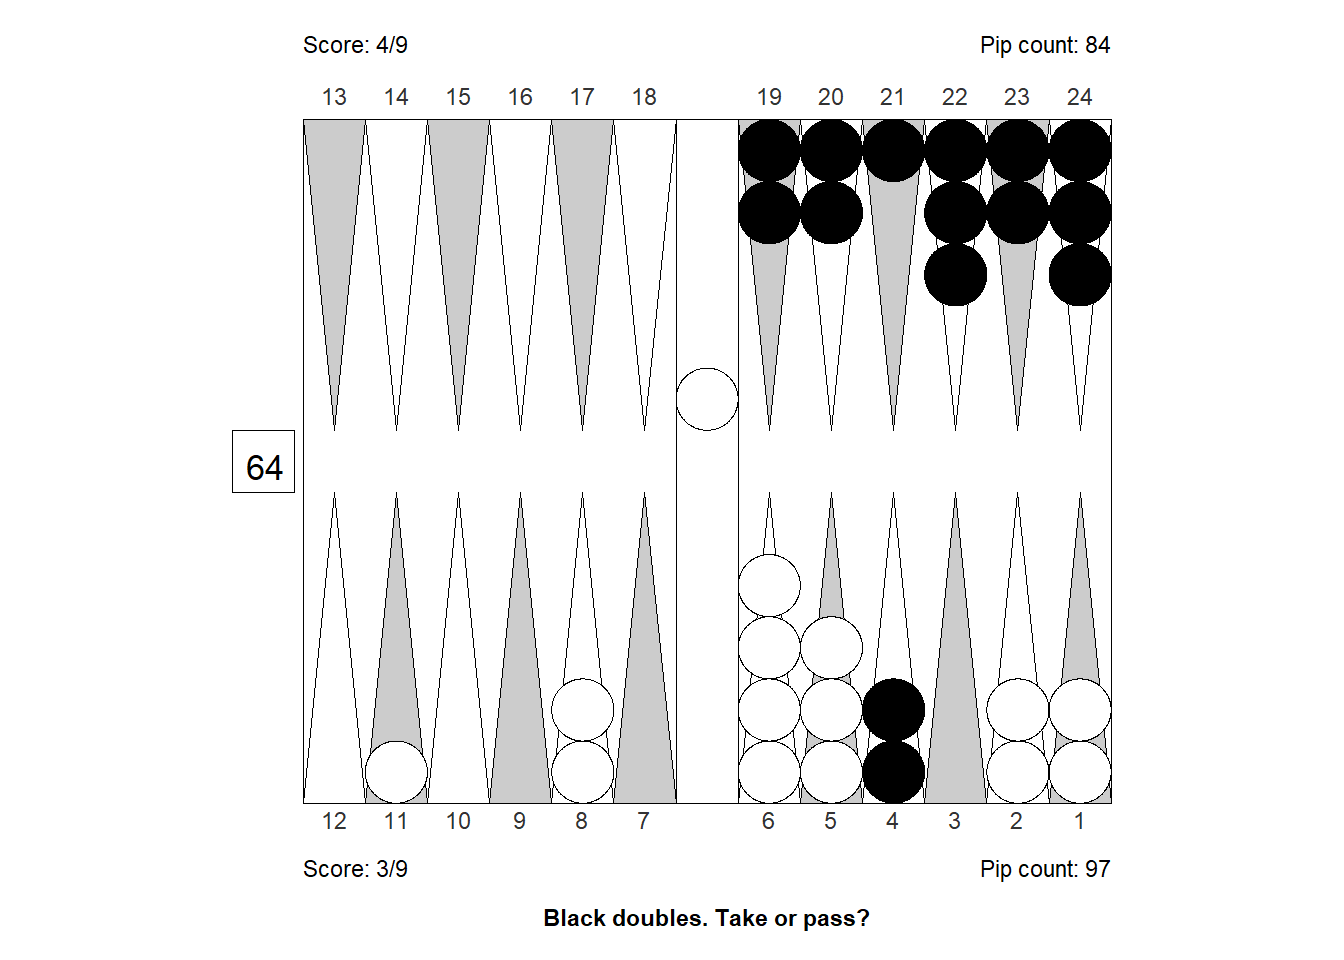 Score: 4/9 Pip count: 84
13 14 15 16 17 18 19 20 21 22 23 24
64
12 11 10 9 8 7 6 5 4 3 2 1
Score: 3/9 Pip count: 97
Black doubles. Take or pass?